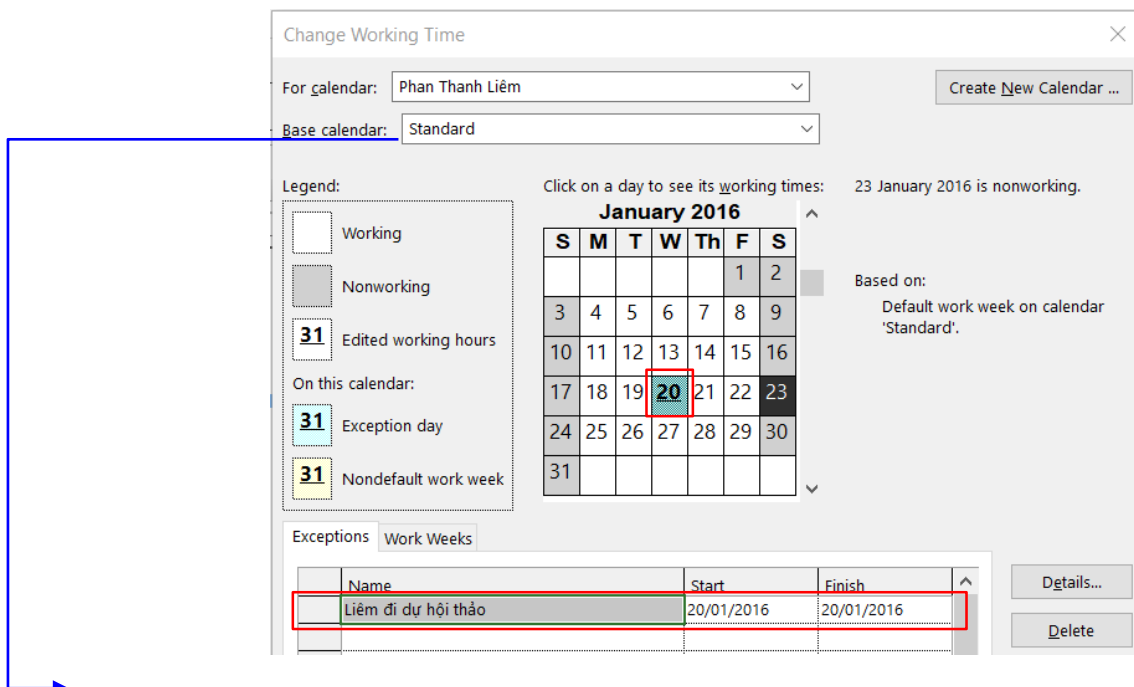 Change Working Time
For calendar: Phan Thanh Liêm
Create New Calendar ...
Base calendar: Standard
Legend:
Working
Nonworking
31 Edited working hours
On this calendar:
31 Exception day
31 Nondefault work week
Click on a day to see its working times:
January 2016
S M T W Th F S
1 2
3 4 5 6 7 8 9
10 11 12 13 14 15 16
17 18 19 20 21 22 23
24 25 26 27 28 29 30
31
23 January 2016 is nonworking.
Based on:
Default work week on calendar
'Standard'.
Exceptions Work Weeks
Name Start Finish
Liêm đi dự hội thảo 20/01/2016 20/01/2016
Details...
Delete